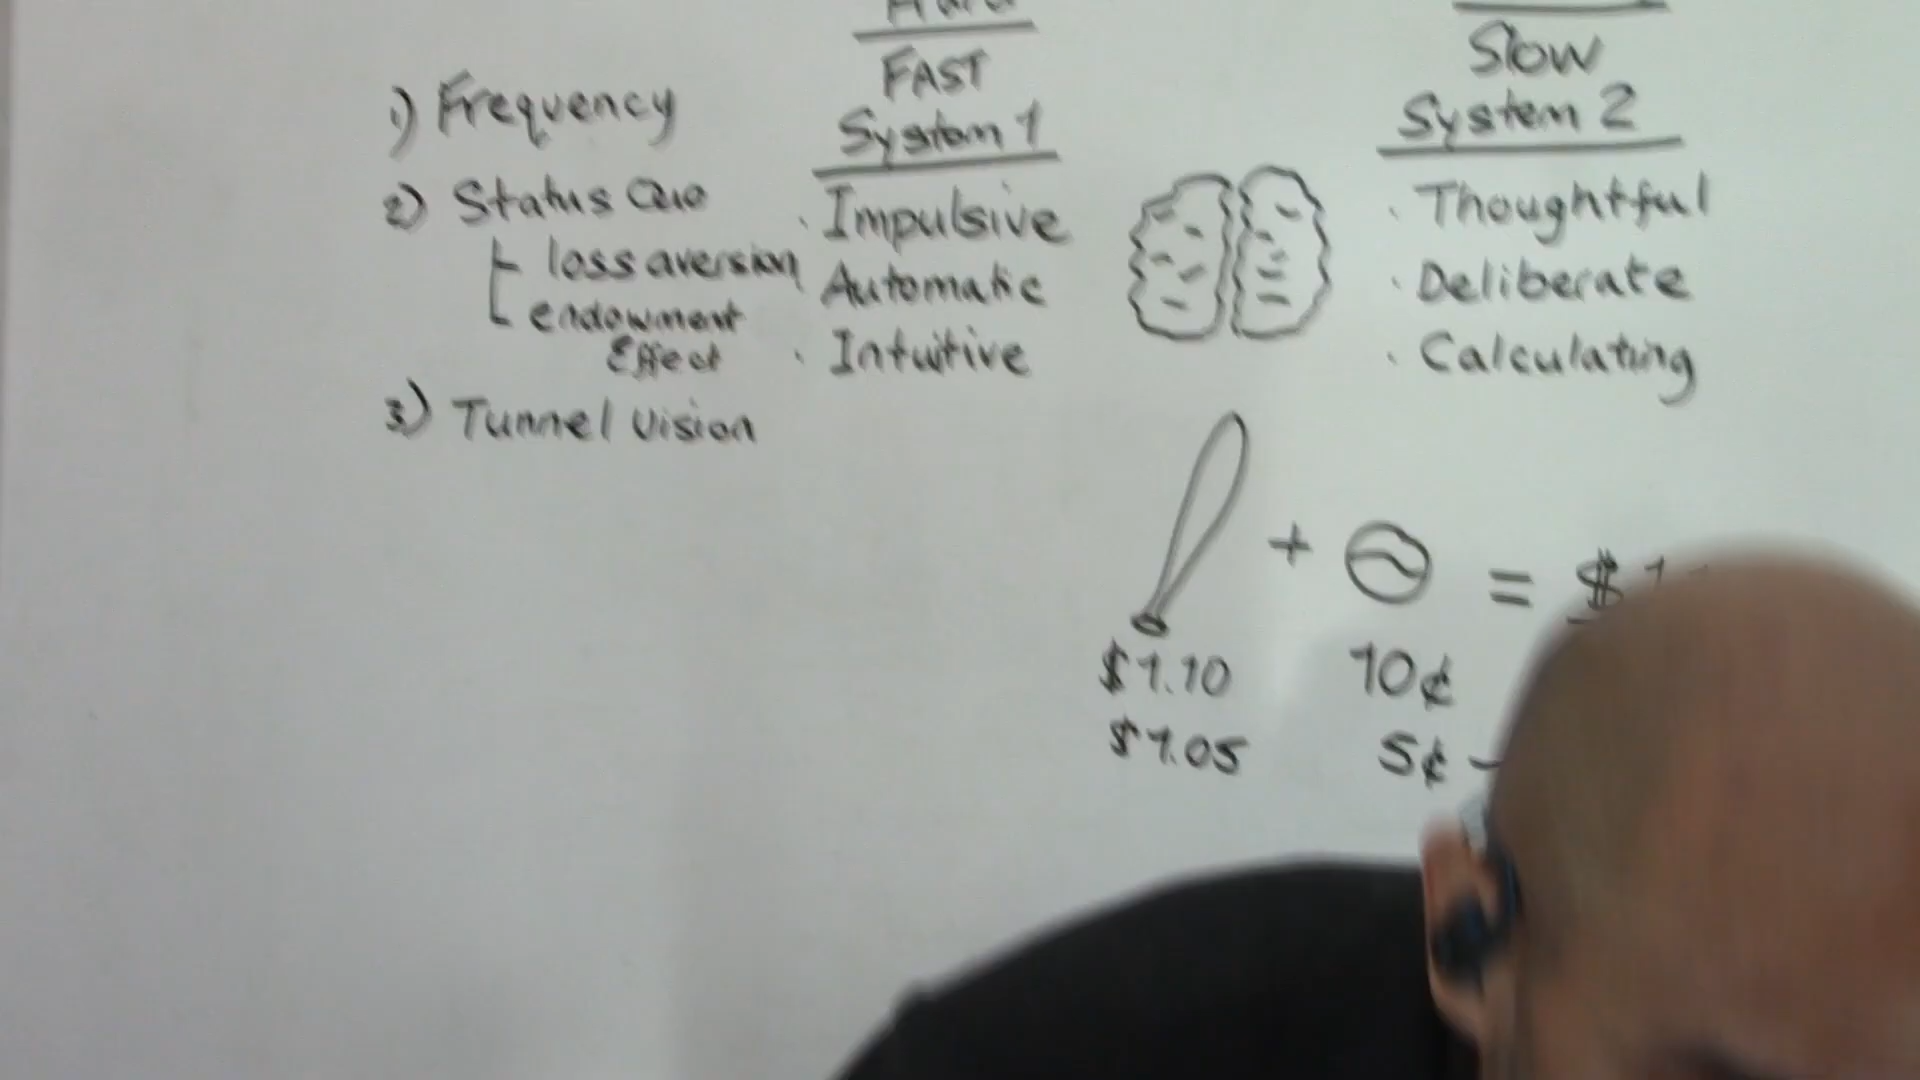 1) Frequency
2) Status Quo
loss aversion
endowment
Effect
3) Tunnel Vision
FAST
System 1
· Impulsive
Automatic
· Intuitive
Slow
System 2
· Thoughtful
· Deliberate
· Calculating
+ = $1
$1.10 10¢
$1.05 5¢ -